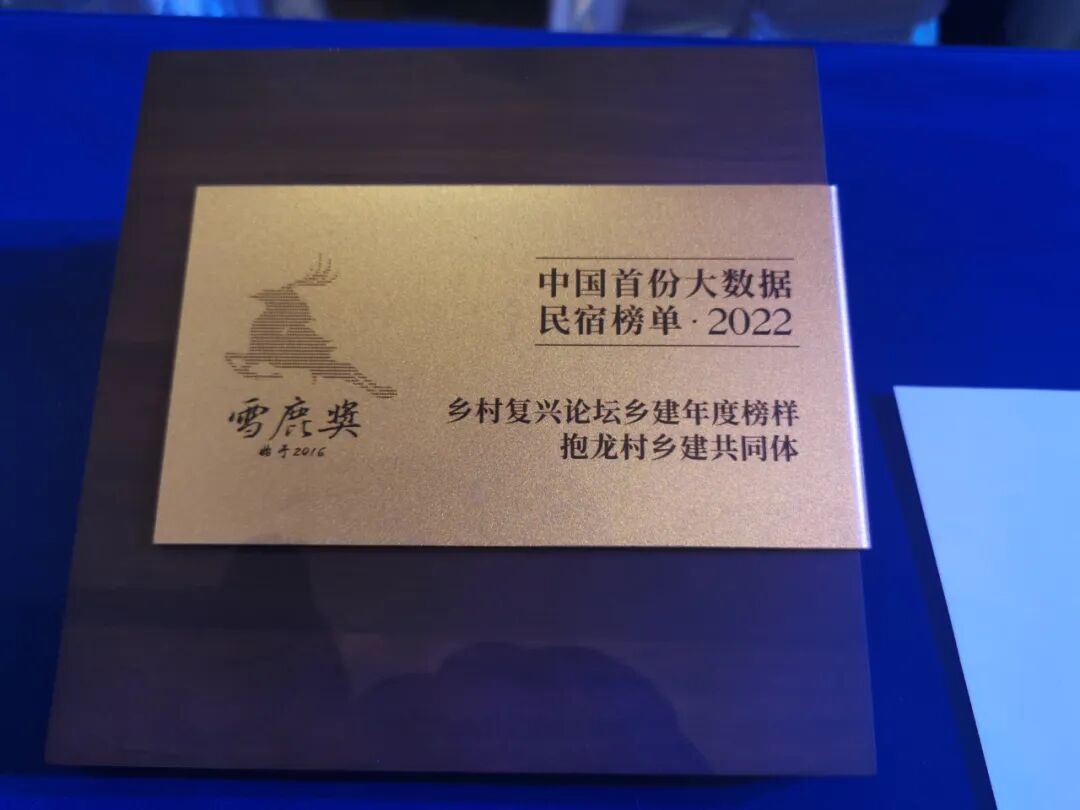 中国首份大数据
民宿榜单·2022
雪鹿奖
始于2016
乡村复兴论坛乡建年度榜样
抱龙村乡建共同体